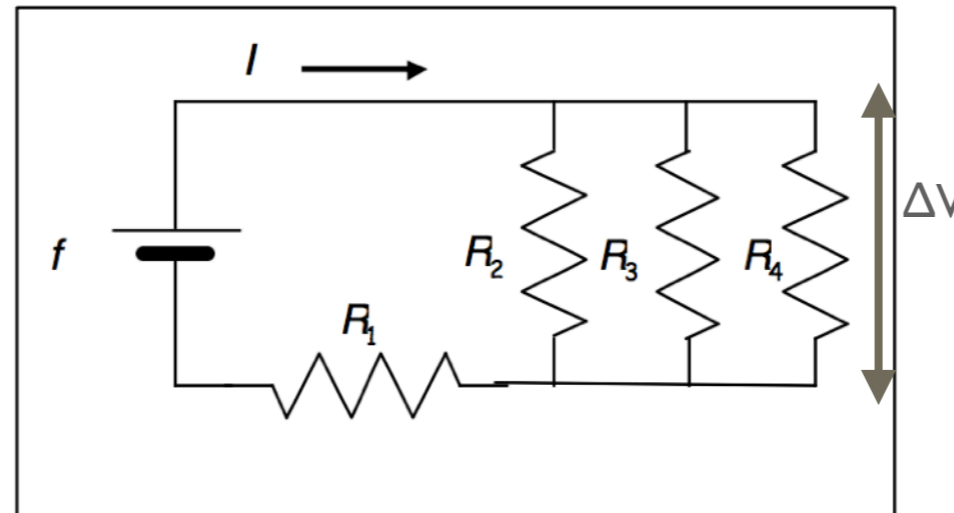 I
ΔV
f
R₂
R₃
R₄
R₁